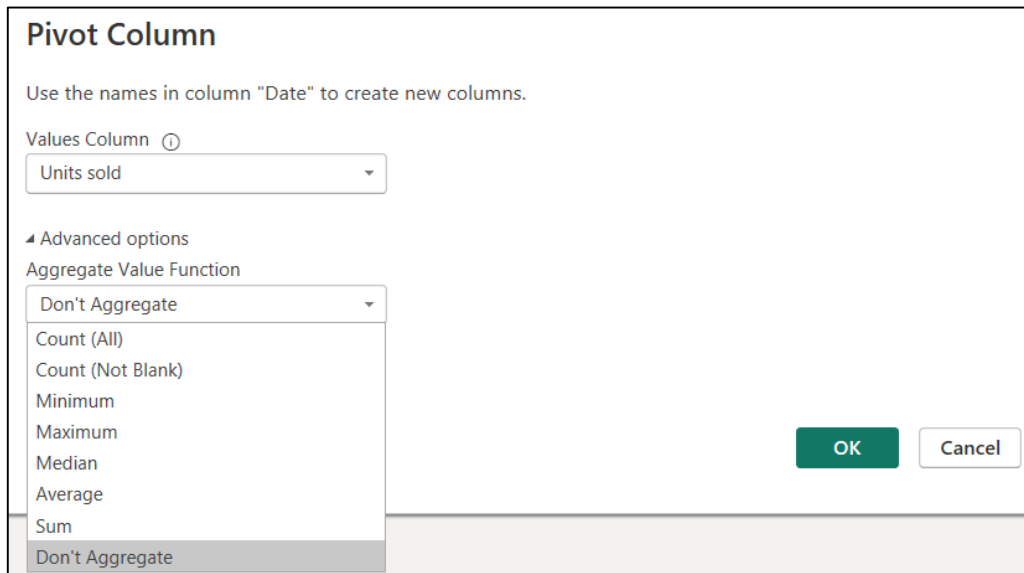 Pivot Column
Use the names in column "Date" to create new columns.
Values Column
Units sold
Advanced options
Aggregate Value Function
Don't Aggregate
Count (All)
Count (Not Blank)
Minimum
Maximum
Median
Average
Sum
Don't Aggregate
OK Cancel